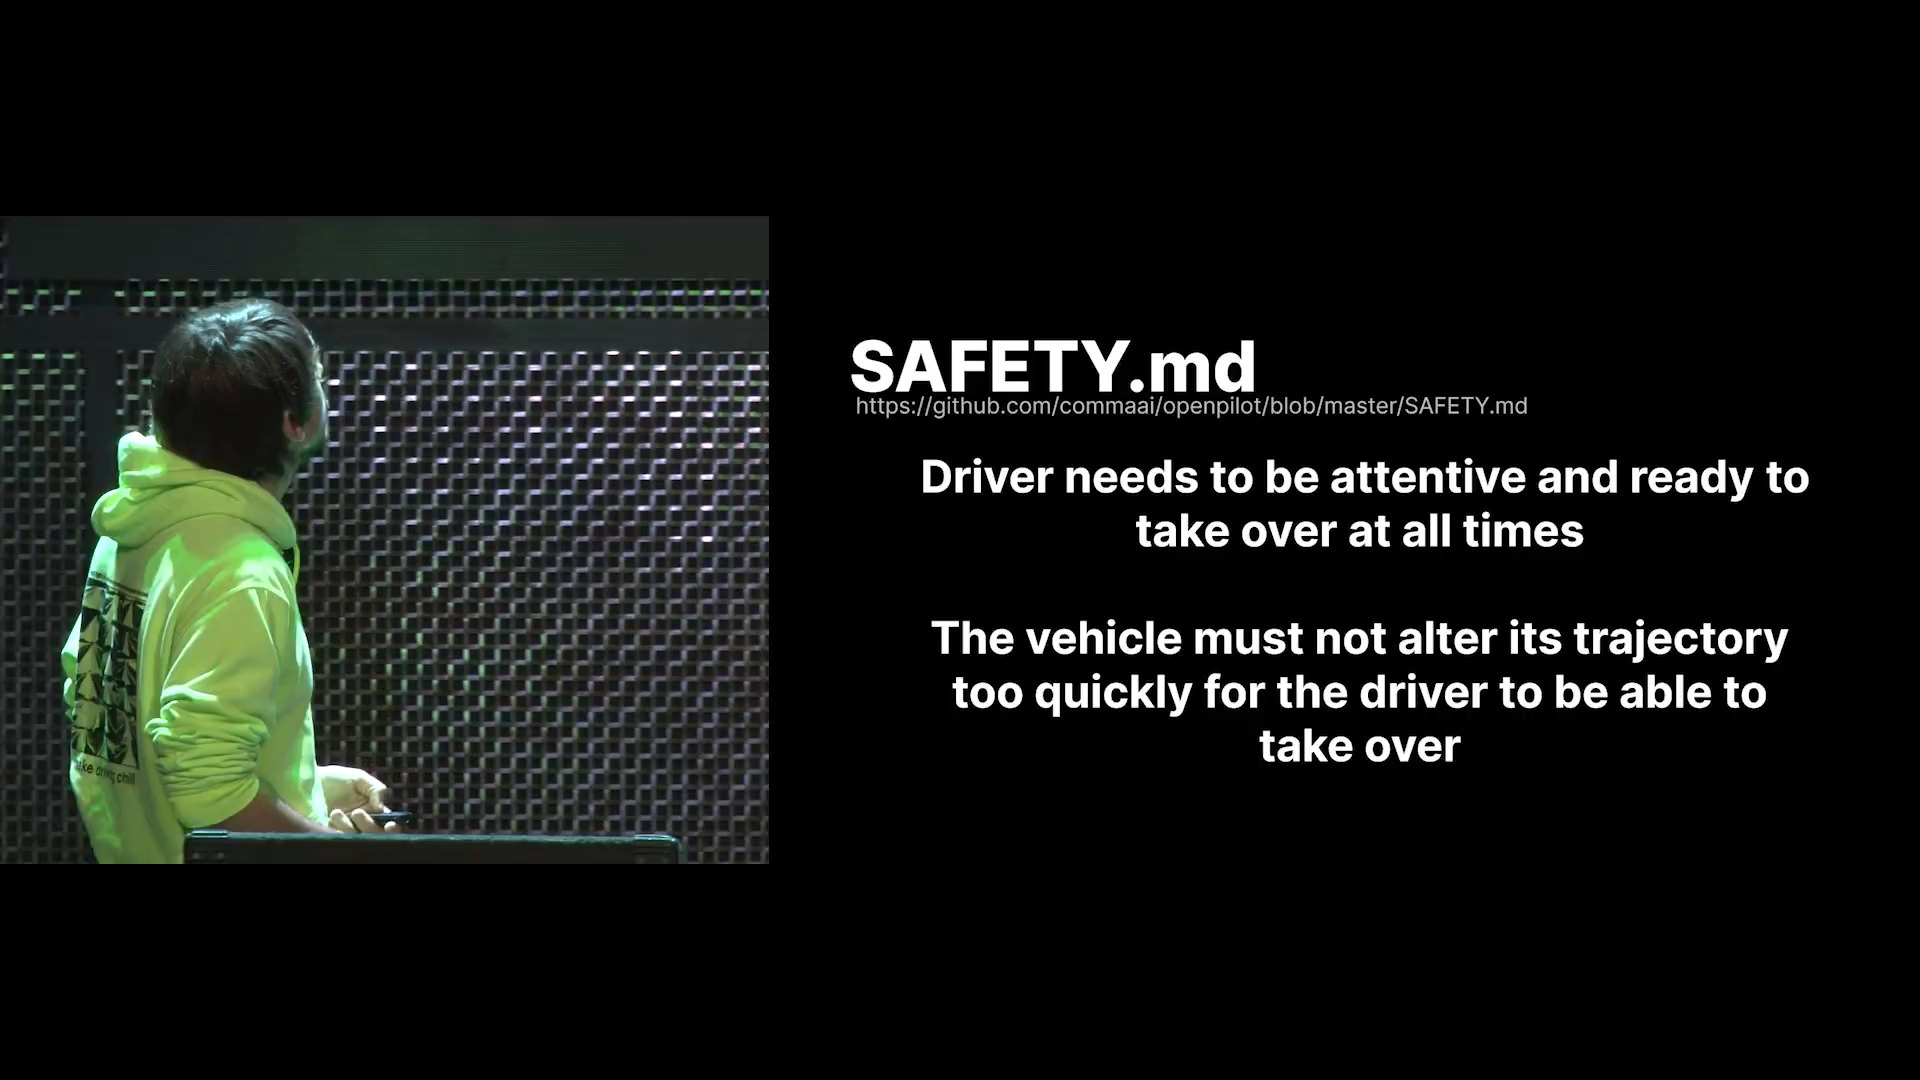 SAFETY.md
https://github.com/commaai/openpilot/blob/master/SAFETY.md
Driver needs to be attentive and ready to
take over at all times
The vehicle must not alter its trajectory
too quickly for the driver to be able to
take over
driving chill